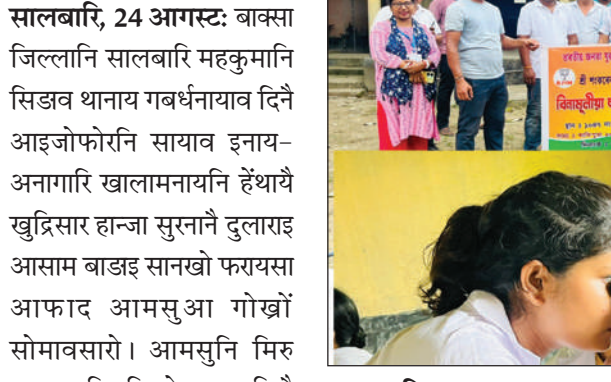 सालबारि, 24 आगस्ट: बाक्सा
जिल्लानि सालबारि महकुमानि
सिडाव थानाय गबर्धनायाव दिनै
आइजोफोरनि सायाव इनाय-
अनागारि खालामनायनि हेंथायै
खुद्रिसार हान्जा सुरनानै दुलाराइ
आसाम बाडाइ सानखो फरायसा
आफाद आमसुआ गोख्रों
सोमावसारो। आमसुनि मिरु